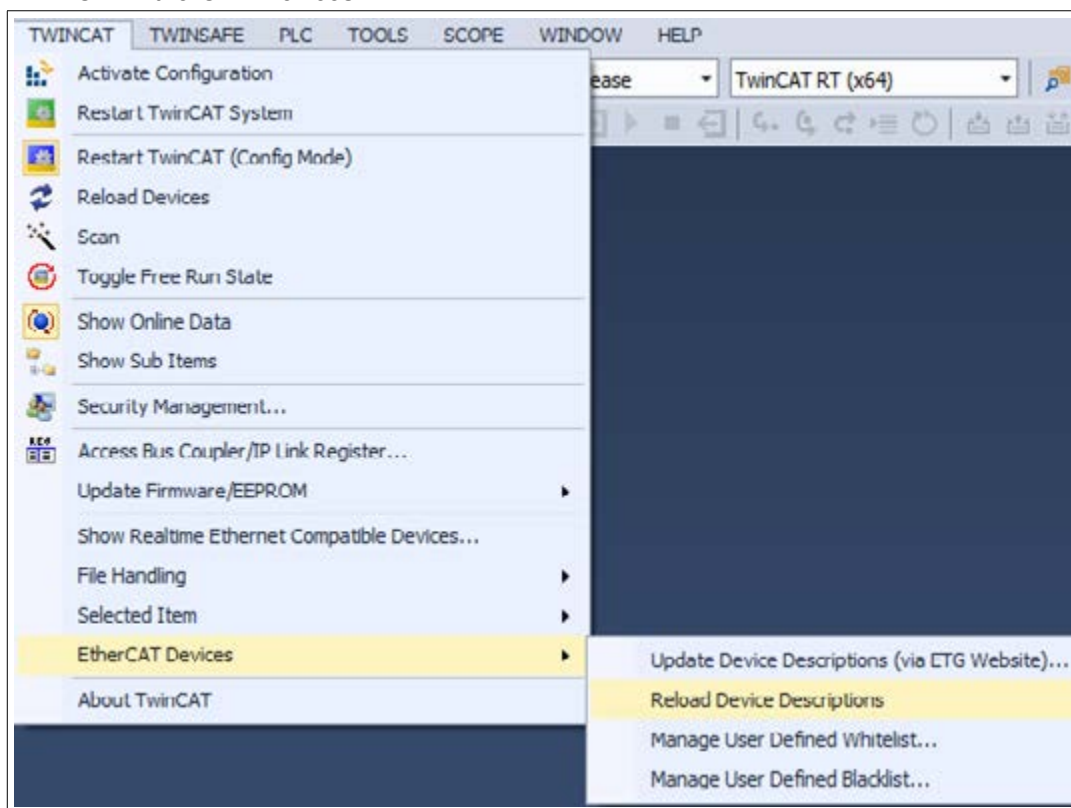 TWINCAT TWINSAFE PLC TOOLS SCOPE WINDOW HELP
Activate Configuration
ease TwinCAT RT (x64)
Restart TwinCAT System
Restart TwinCAT (Config Mode)
Reload Devices
Scan
Toggle Free Run State
Show Online Data
Show Sub Items
Security Management...
Access Bus Coupler/IP Link Register...
Update Firmware/EEPROM
Show Realtime Ethernet Compatible Devices...
File Handling
Selected Item
EtherCAT Devices
About TwinCAT
Update Device Descriptions (via ETG Website)...
Reload Device Descriptions
Manage User Defined Whitelist...
Manage User Defined Blacklist...